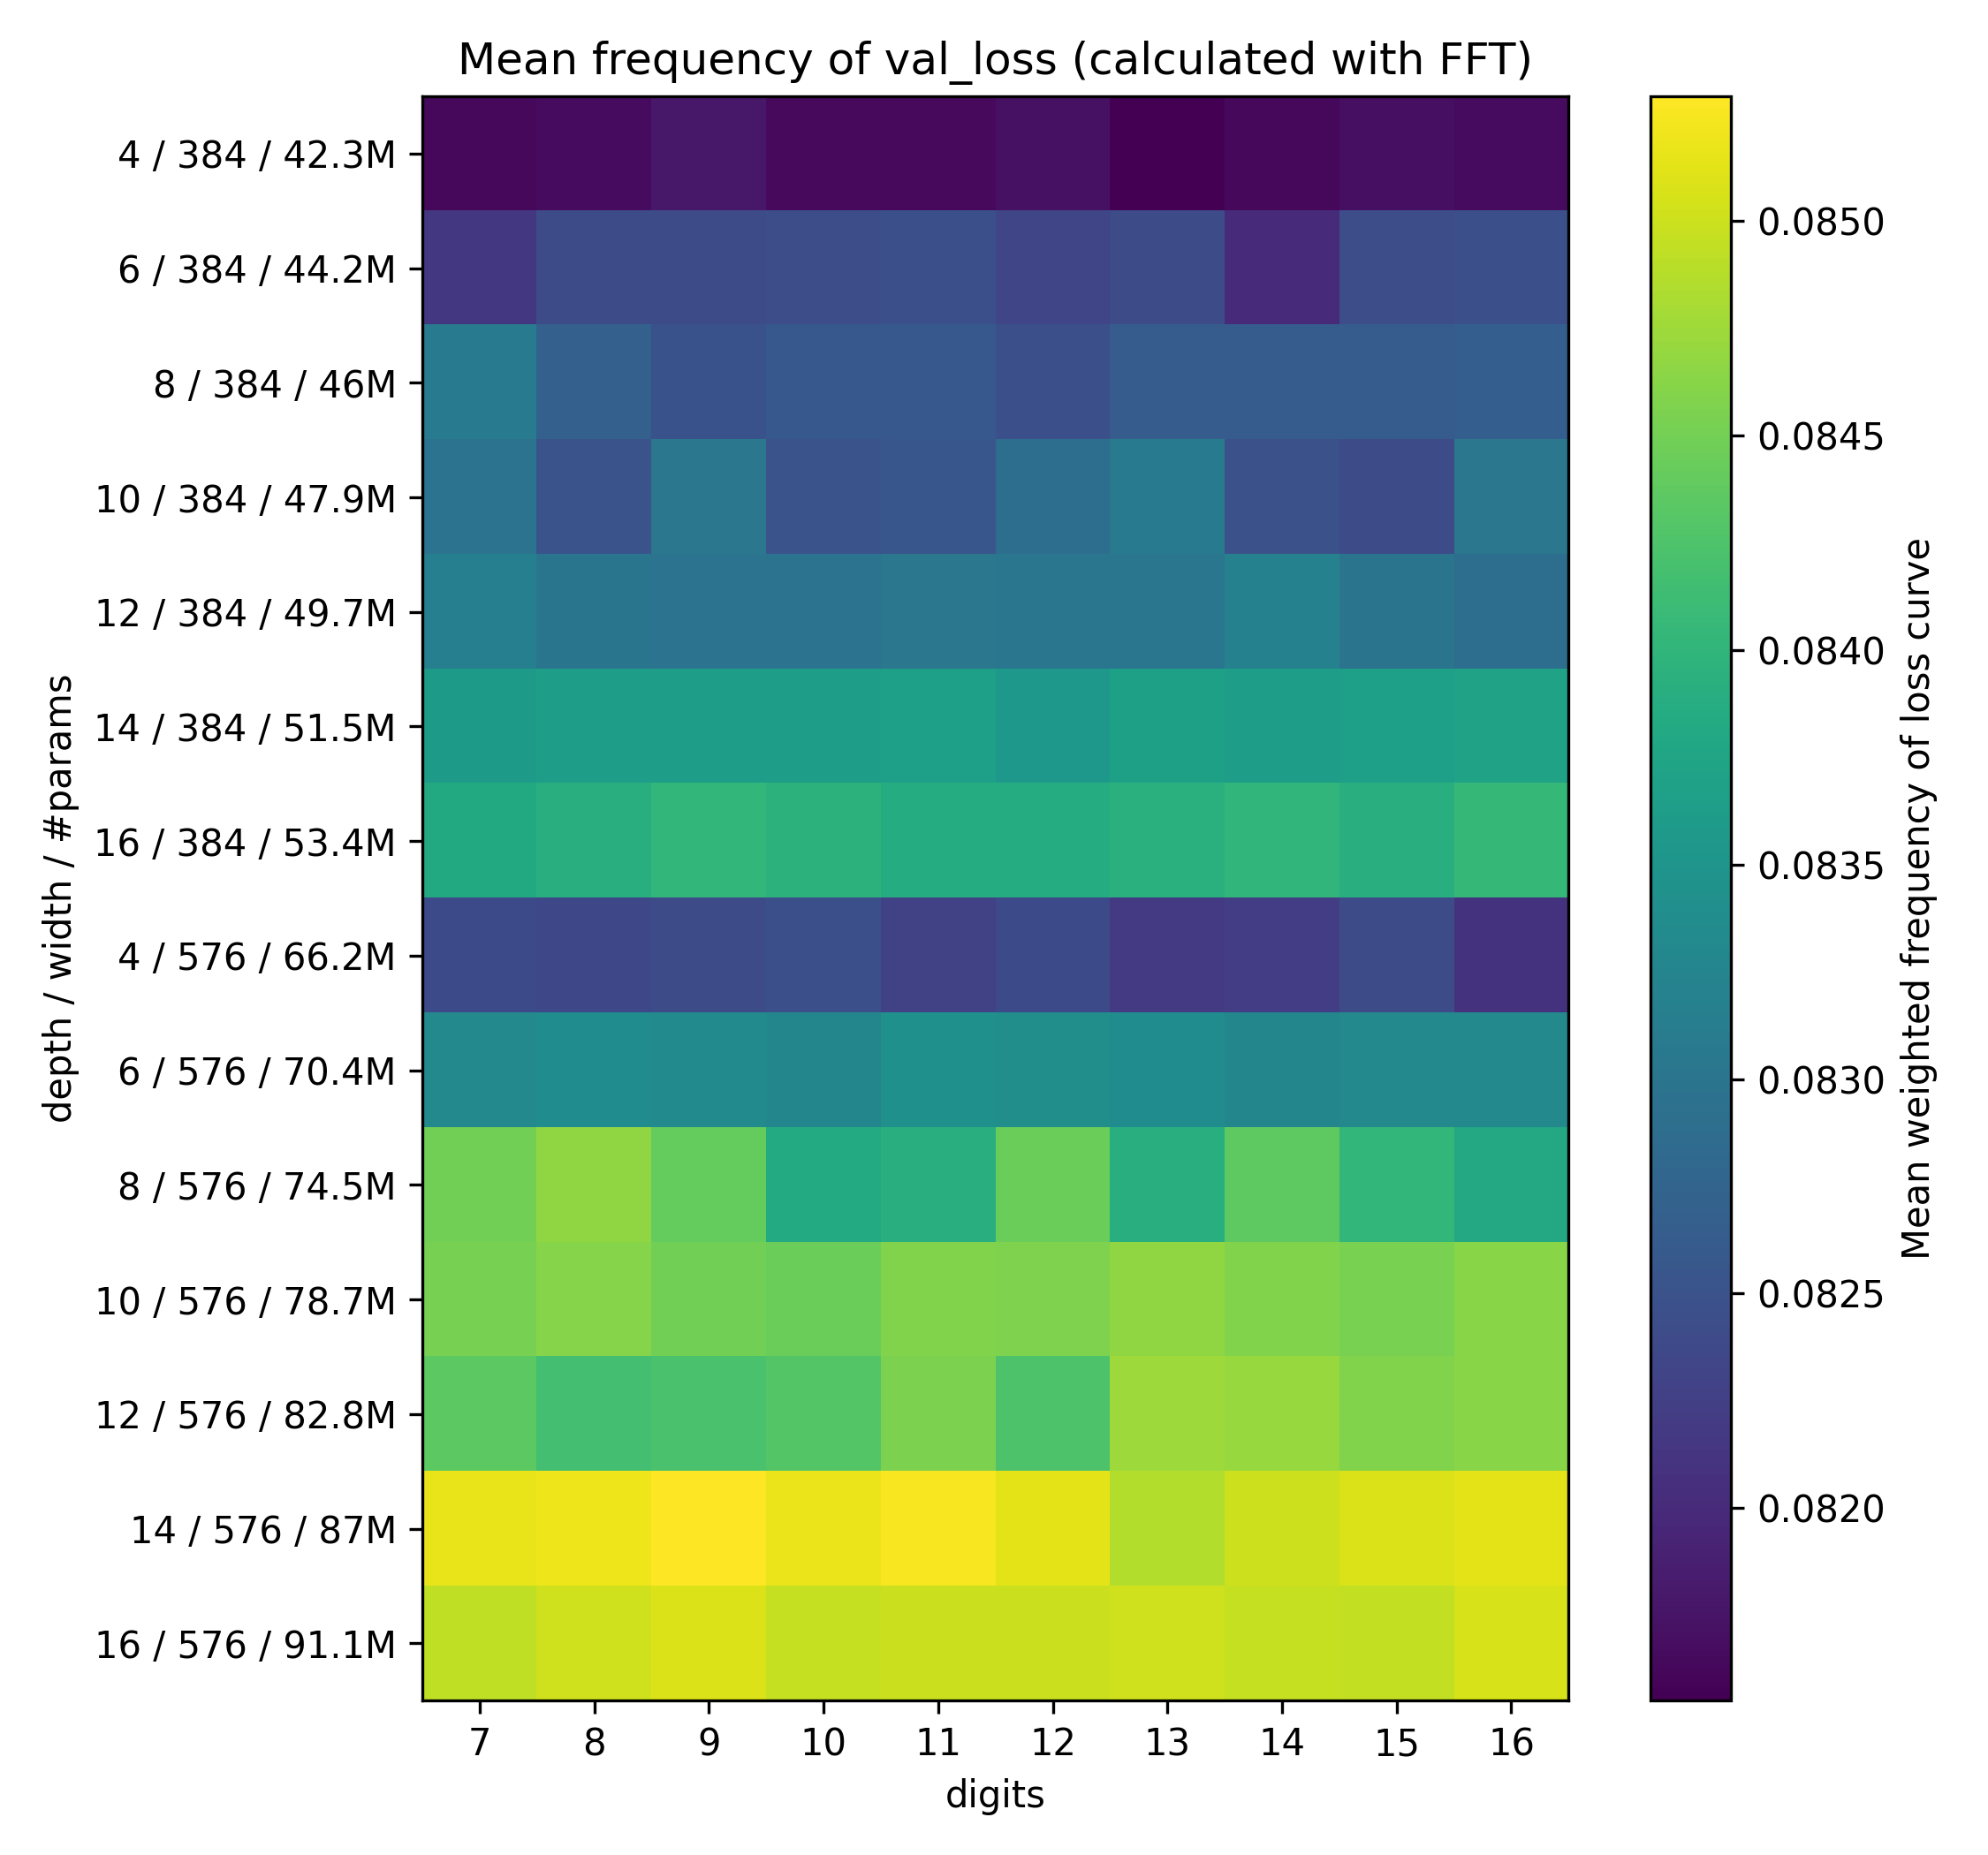 Mean frequency of val_loss (calculated with FFT)
depth / width / #params
4 / 384 / 42.3M
6 / 384 / 44.2M
8 / 384 / 46M
10 / 384 / 47.9M
12 / 384 / 49.7M
14 / 384 / 51.5M
16 / 384 / 53.4M
4 / 576 / 66.2M
6 / 576 / 70.4M
8 / 576 / 74.5M
10 / 576 / 78.7M
12 / 576 / 82.8M
14 / 576 / 87M
16 / 576 / 91.1M
7 8 9 10 11 12 13 14 15 16
digits
0.0850
0.0845
0.0840
0.0835
0.0830
0.0825
0.0820
Mean weighted frequency of loss curve